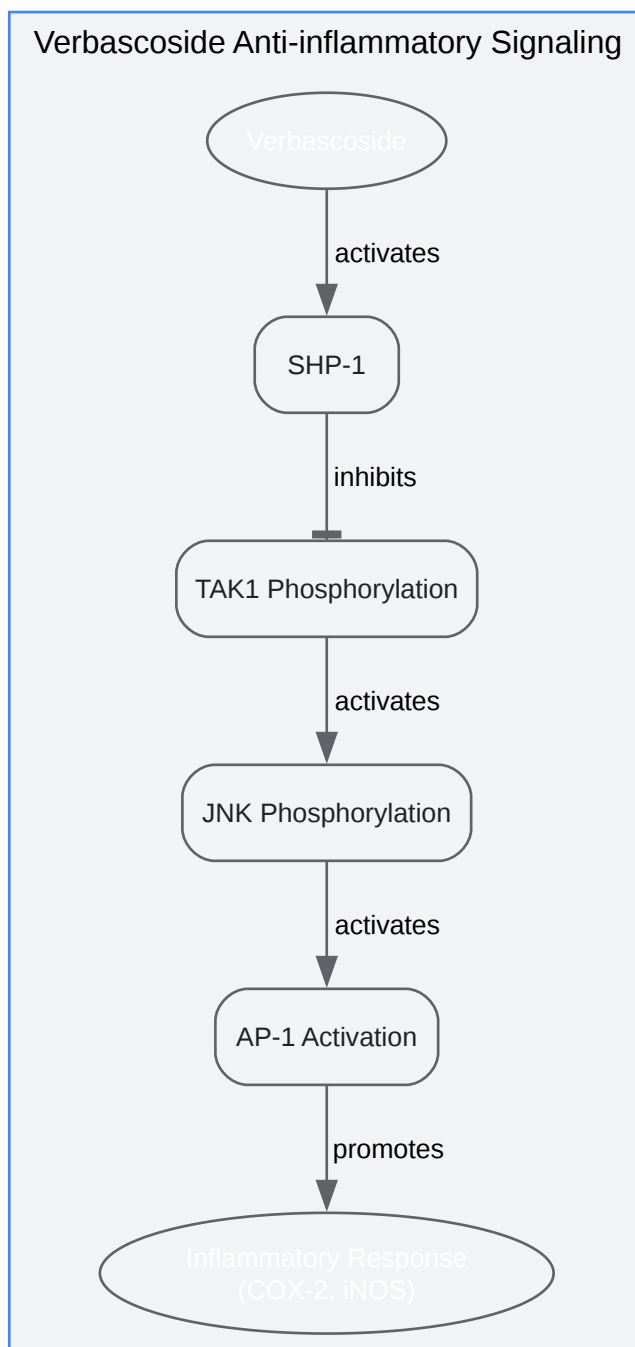 Verbascoside Anti-inflammatory Signaling
Verbascoside
activates
SHP-1
inhibits
TAK1 Phosphorylation
activates
JNK Phosphorylation
activates
AP-1 Activation
promotes
Inflammatory Response
(COX-2, iNOS)